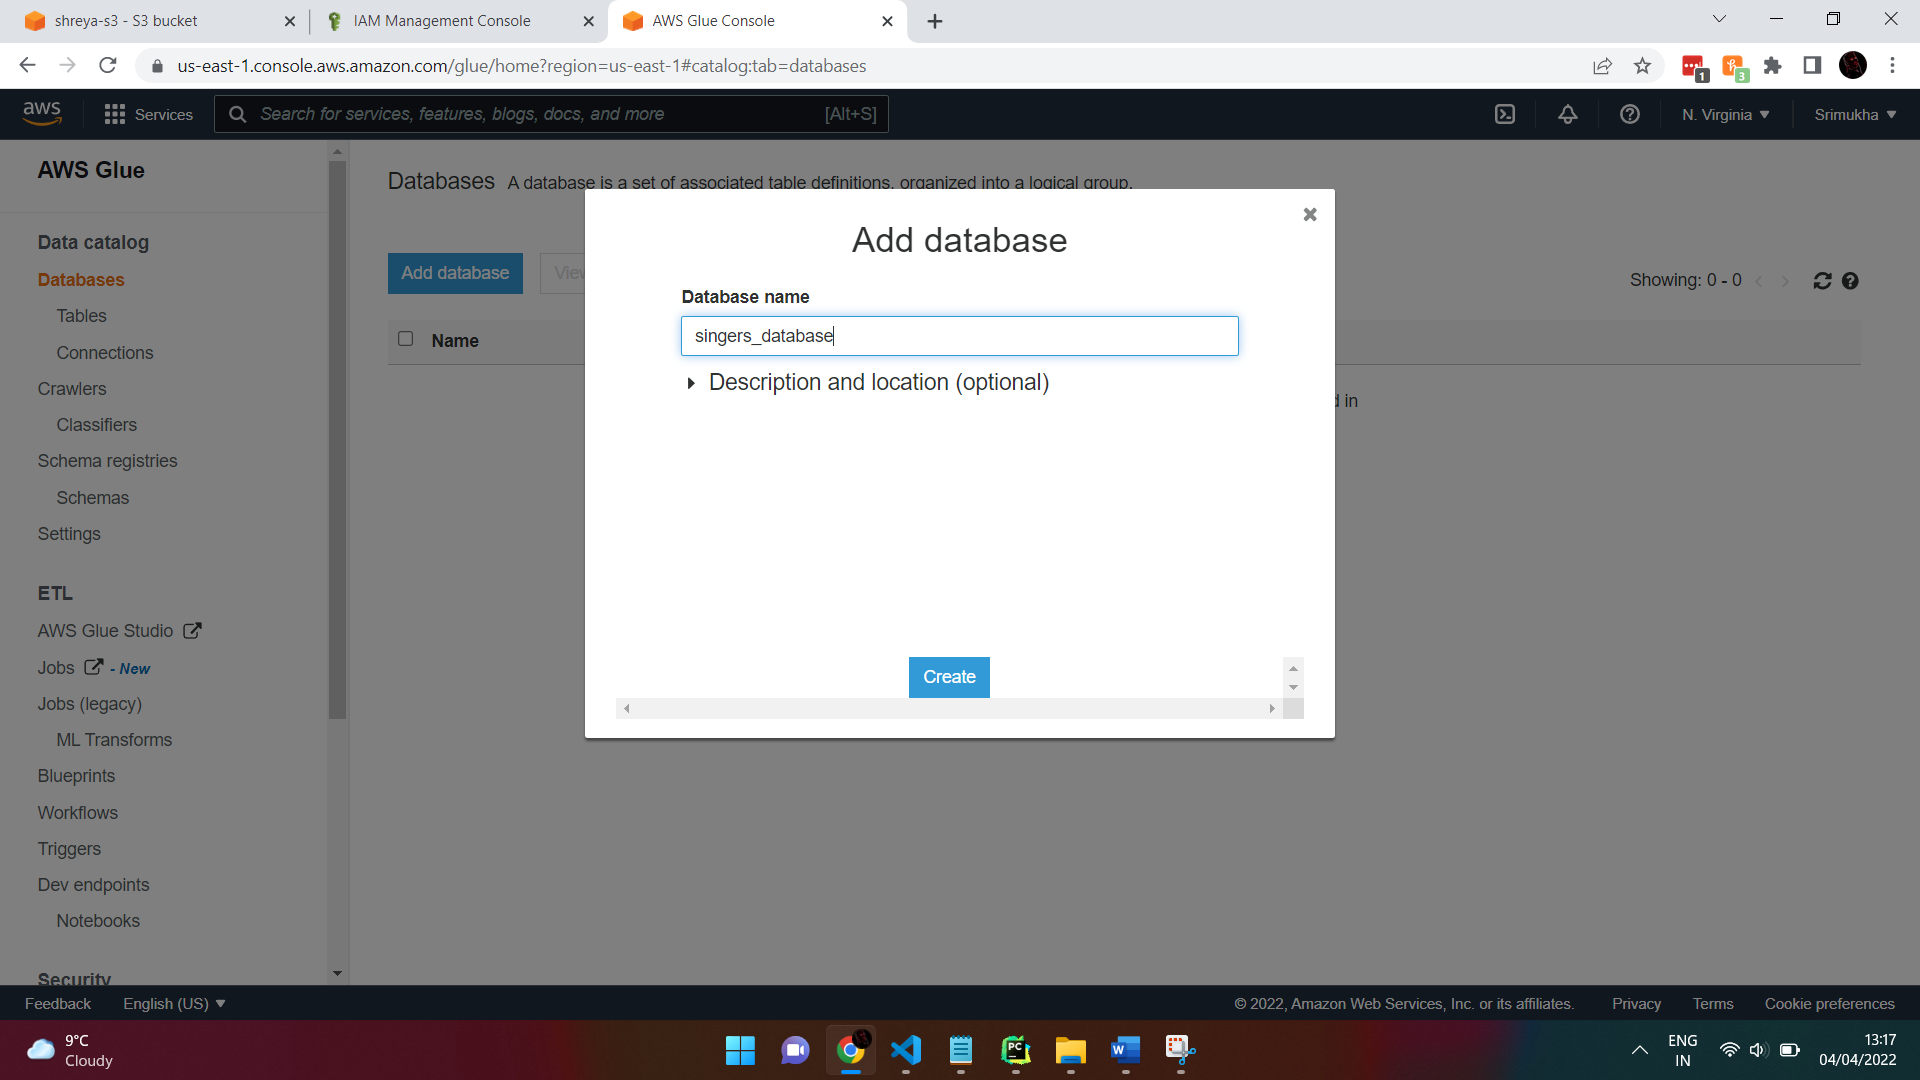 shreya-s3 - S3 bucket
IAM Management Console
AWS Glue Console
us-east-1.console.aws.amazon.com/glue/home?region=us-east-1#catalog:tab=databases
1
3
aws
Services
Search for services, features, blogs, docs, and more
[Alt+S]
N. Virginia
Srimukha
AWS Glue
Data catalog
Databases
Tables
Connections
Crawlers
Classifiers
Schema registries
Schemas
Settings
ETL
AWS Glue Studio
Jobs - New
Jobs (legacy)
ML Transforms
Blueprints
Workflows
Triggers
Dev endpoints
Notebooks
Security
Databases A database is a set of associated table definitions, organized into a logical group.
Add database
View
Showing: 0 - 0
Name
d in
Add database
Database name
singers_database
Description and location (optional)
Create
Feedback
English (US)
© 2022, Amazon Web Services, Inc. or its affiliates.
Privacy
Terms
Cookie preferences
9°C
Cloudy
PC
W
ENG
IN
13:17
04/04/2022